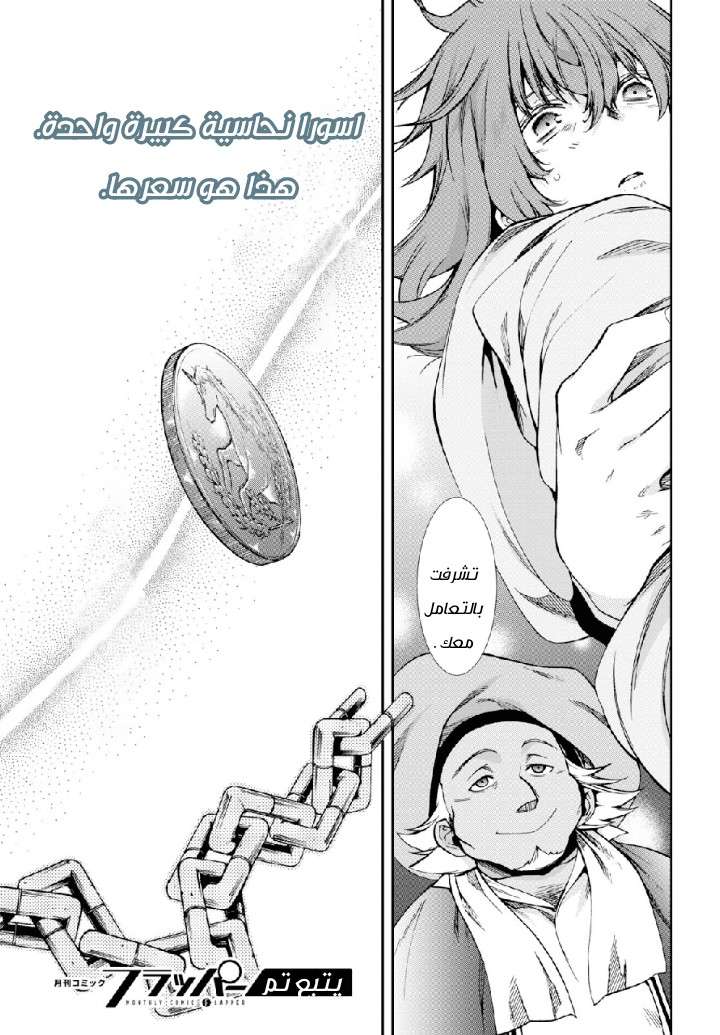 تشرفت
بالتعامل
معك.
اسورا نحاسية كبيرة واحدة.
هذا هو سعرها.
يتبع تم
月刊コミック
フラッパー
MONTHLY COMIC FLAPPER